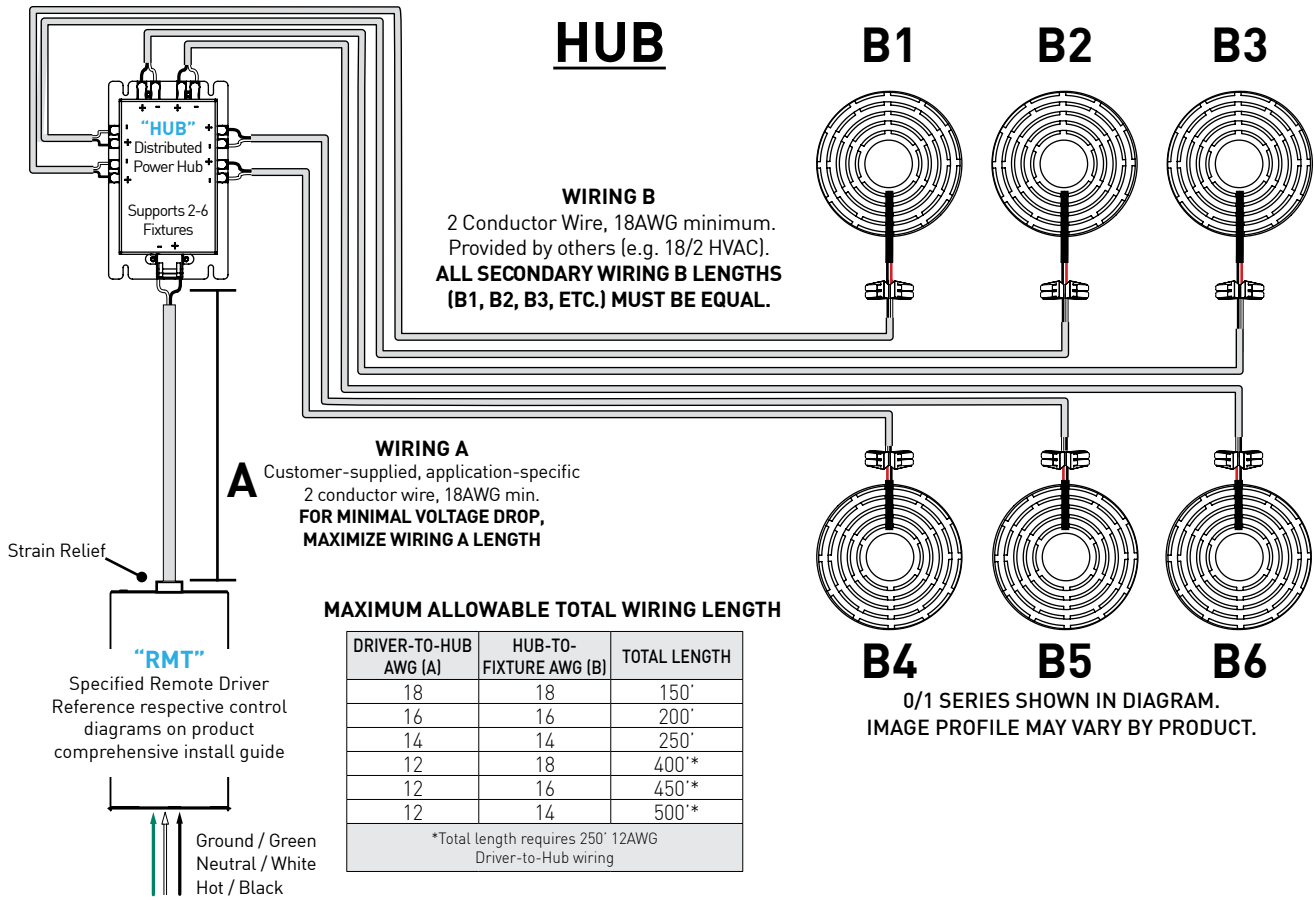 HUB
B1 B2 B3
+ - + -
"HUB"
Distributed
Power Hub
Supports 2-6
Fixtures
- +
- + - +
+ - + -
WIRING B
2 Conductor Wire, 18AWG minimum.
Provided by others (e.g. 18/2 HVAC).
ALL SECONDARY WIRING B LENGTHS
(B1, B2, B3, ETC.) MUST BE EQUAL.
A
WIRING A
Customer-supplied, application-specific
2 conductor wire, 18AWG min.
FOR MINIMAL VOLTAGE DROP,
MAXIMIZE WIRING A LENGTH
Strain Relief
"RMT"
Specified Remote Driver
Reference respective control
diagrams on product
comprehensive install guide
Ground / Green
Neutral / White
Hot / Black
MAXIMUM ALLOWABLE TOTAL WIRING LENGTH
DRIVER-TO-HUB AWG (A) HUB-TO-FIXTURE AWG (B) TOTAL LENGTH
18 18 150'
16 16 200'
14 14 250'
12 18 400'*
12 16 450'*
12 14 500'*
*Total length requires 250' 12AWG
Driver-to-Hub wiring
B4 B5 B6
0/1 SERIES SHOWN IN DIAGRAM.
IMAGE PROFILE MAY VARY BY PRODUCT.